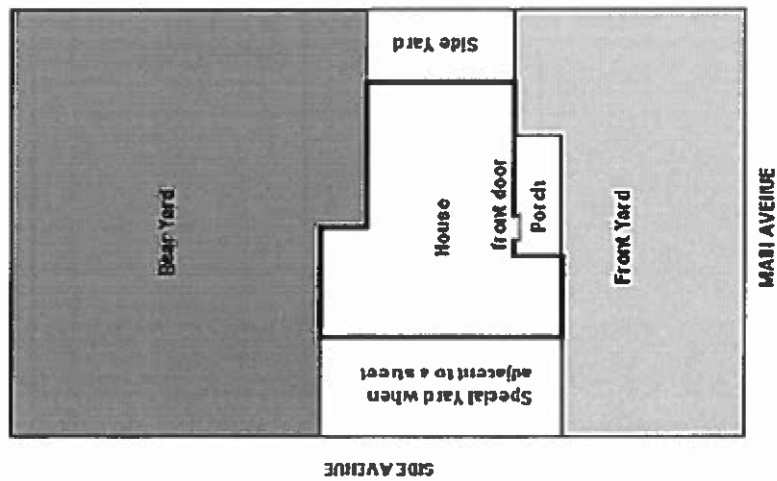 Rear Yard
Side Yard
House
front door
Porch
Special Yard when
adjacent to a street
Front Yard
MAIN AVENUE
SIDE AVENUE